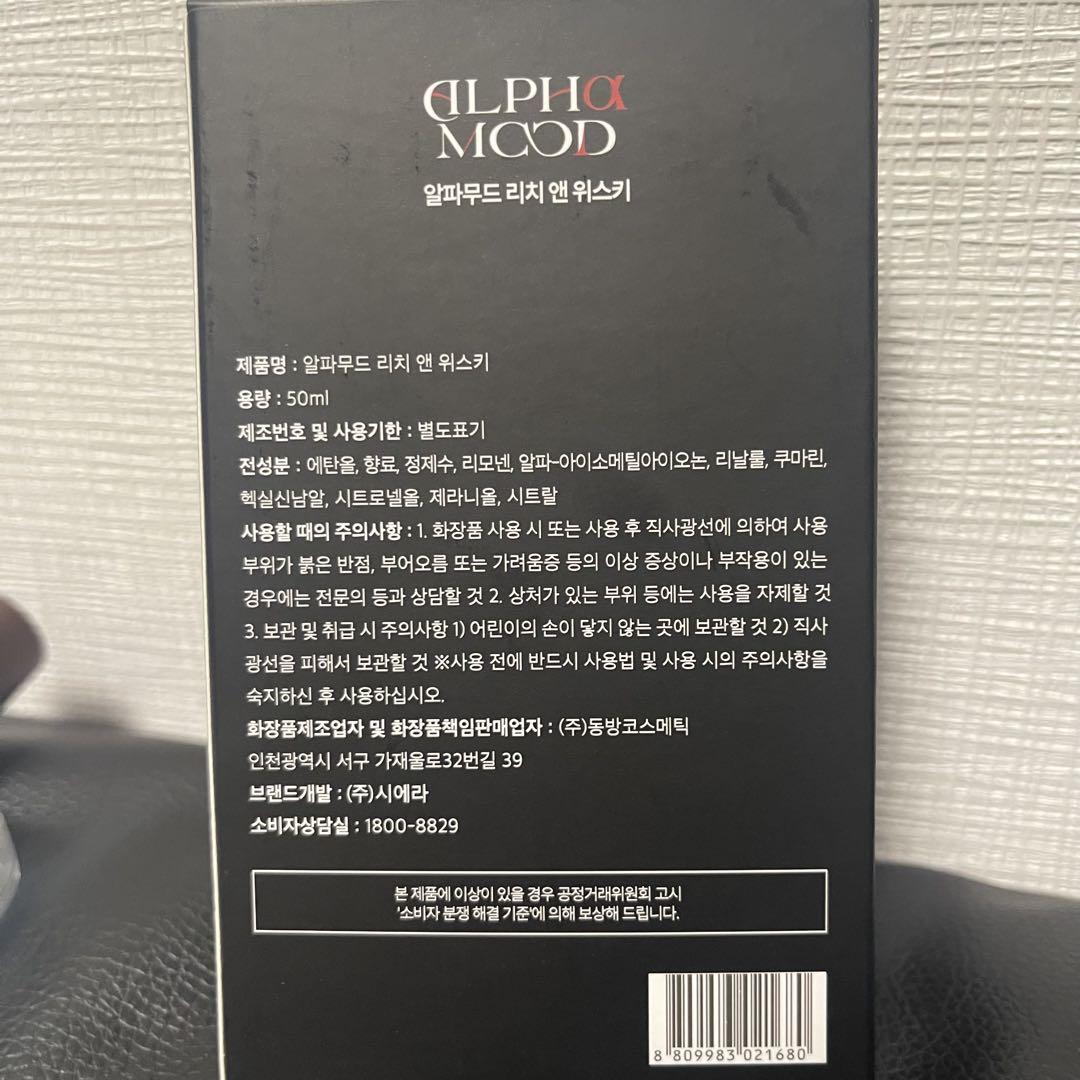 ALPHα
MOOD
알파무드 리치 앤 위스키
제품명 : 알파무드 리치 앤 위스키
용량 : 50ml
제조번호 및 사용기한 : 별도표기
전성분 : 에탄올, 향료, 정제수, 리모넨, 알파-아이소메틸아이오논, 리날룰, 쿠마린,
헥실신남알, 시트로넬올, 제라니올, 시트랄
사용할 때의 주의사항 : 1. 화장품 사용 시 또는 사용 후 직사광선에 의하여 사용
부위가 붉은 반점, 부어오름 또는 가려움증 등의 이상 증상이나 부작용이 있는
경우에는 전문의 등과 상담할 것 2. 상처가 있는 부위 등에는 사용을 자제할 것
3. 보관 및 취급 시 주의사항 1) 어린이의 손이 닿지 않는 곳에 보관할 것 2) 직사
광선을 피해서 보관할 것 ※사용 전에 반드시 사용법 및 사용 시의 주의사항을
숙지하신 후 사용하십시오.
화장품제조업자 및 화장품책임판매업자 : (주)동방코스메틱
인천광역시 서구 가재울로32번길 39
브랜드개발 : (주)시에라
소비자상담실 : 1800-8829
본 제품에 이상이 있을 경우 공정거래위원회 고시
'소비자 분쟁 해결 기준'에 의해 보상해 드립니다.
8 809983 021680